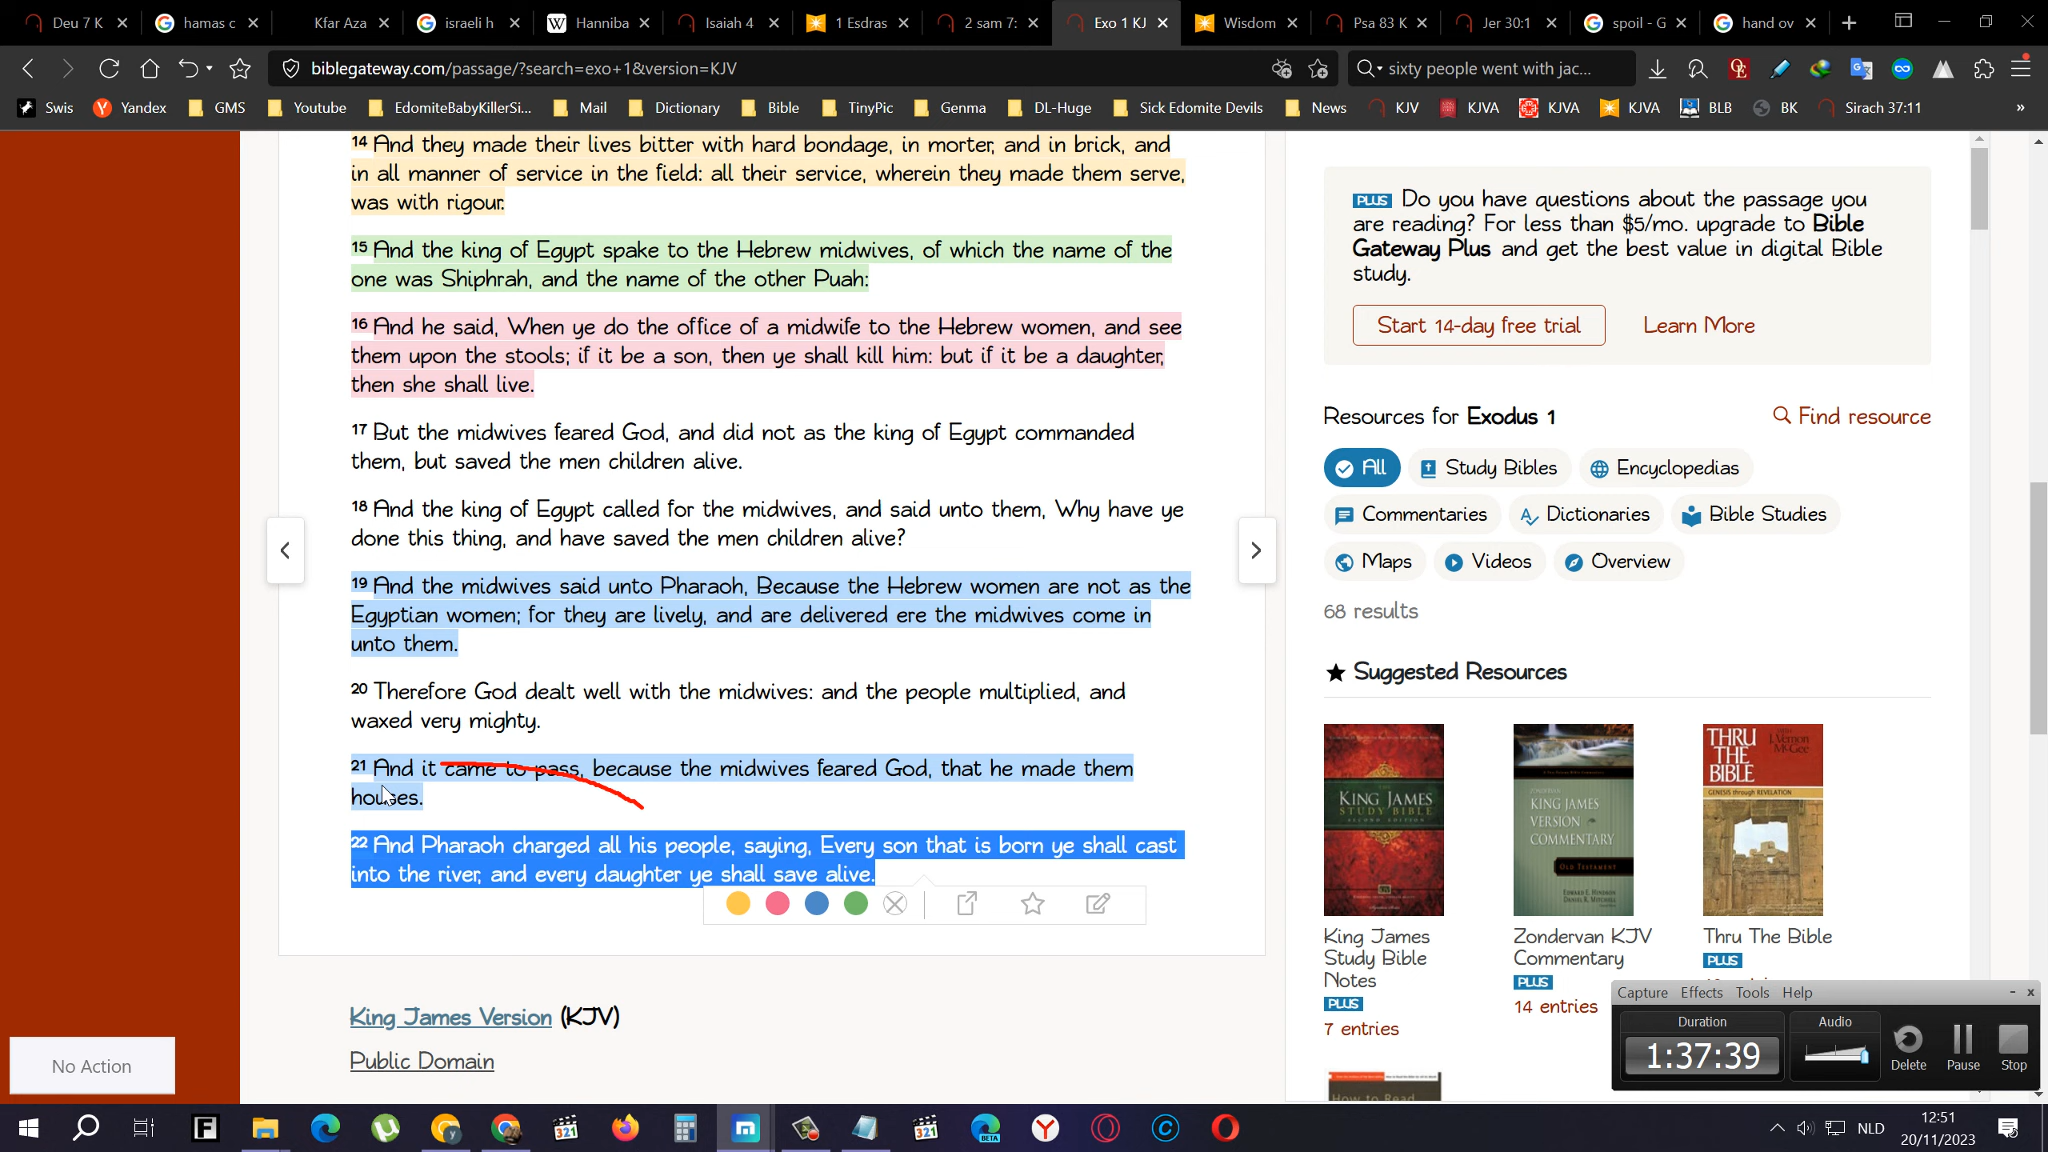 Deu 7 K
hamas c
Kfar Aza
israeli h
Hanniba
Isaiah 4
1 Esdras
2 sam 7:
Exo 1 KJ
Wisdom
Psa 83 K
Jer 30:1
spoil - G
hand ov
biblegateway.com/passage/?search=exo+1&version=KJV
sixty people went with jac...
Swis
Yandex
GMS
Youtube
EdomiteBabyKillerSi...
Mail
Dictionary
Bible
TinyPic
Genma
DL-Huge
Sick Edomite Devils
News
KJV
KJVA
KJVA
KJVA
BLB
BK
Sirach 37:11
14 And they made their lives bitter with hard bondage, in morter, and in brick, and
in all manner of service in the field: all their service, wherein they made them serve,
was with rigour.
15 And the king of Egypt spake to the Hebrew midwives, of which the name of the
one was Shiphrah, and the name of the other Puah:
16 And he said, When ye do the office of a midwife to the Hebrew women, and see
them upon the stools; if it be a son, then ye shall kill him: but if it be a daughter,
then she shall live.
17 But the midwives feared God, and did not as the king of Egypt commanded
them, but saved the men children alive.
18 And the king of Egypt called for the midwives, and said unto them, Why have ye
done this thing, and have saved the men children alive?
19 And the midwives said unto Pharaoh, Because the Hebrew women are not as the
Egyptian women; for they are lively, and are delivered ere the midwives come in
unto them.
20 Therefore God dealt well with the midwives: and the people multiplied, and
waxed very mighty.
21 And it came to pass, because the midwives feared God, that he made them
houses.
22 And Pharaoh charged all his people, saying, Every son that is born ye shall cast
into the river, and every daughter ye shall save alive.
King James Version (KJV)
Public Domain
No Action
PLUS Do you have questions about the passage you
are reading? For less than $5/mo. upgrade to Bible
Gateway Plus and get the best value in digital Bible
study.
Start 14-day free trial
Learn More
Resources for Exodus 1
Find resource
All
Study Bibles
Encyclopedias
Commentaries
Dictionaries
Bible Studies
Maps
Videos
Overview
68 results
Suggested Resources
KING JAMES
STUDY BIBLE
KING JAMES
VERSION
COMMENTARY
OLD TESTAMENT
THRU
THE
BIBLE
J. Vernon
McGee
GENESIS through REVELATION
King James
Study Bible
Notes
PLUS
7 entries
Zondervan KJV
Commentary
PLUS
14 entries
Thru The Bible
PLUS
How to Read
Capture Effects Tools Help
Duration
1:37:39
Audio
Delete
Pause
Stop
NLD
12:51
20/11/2023